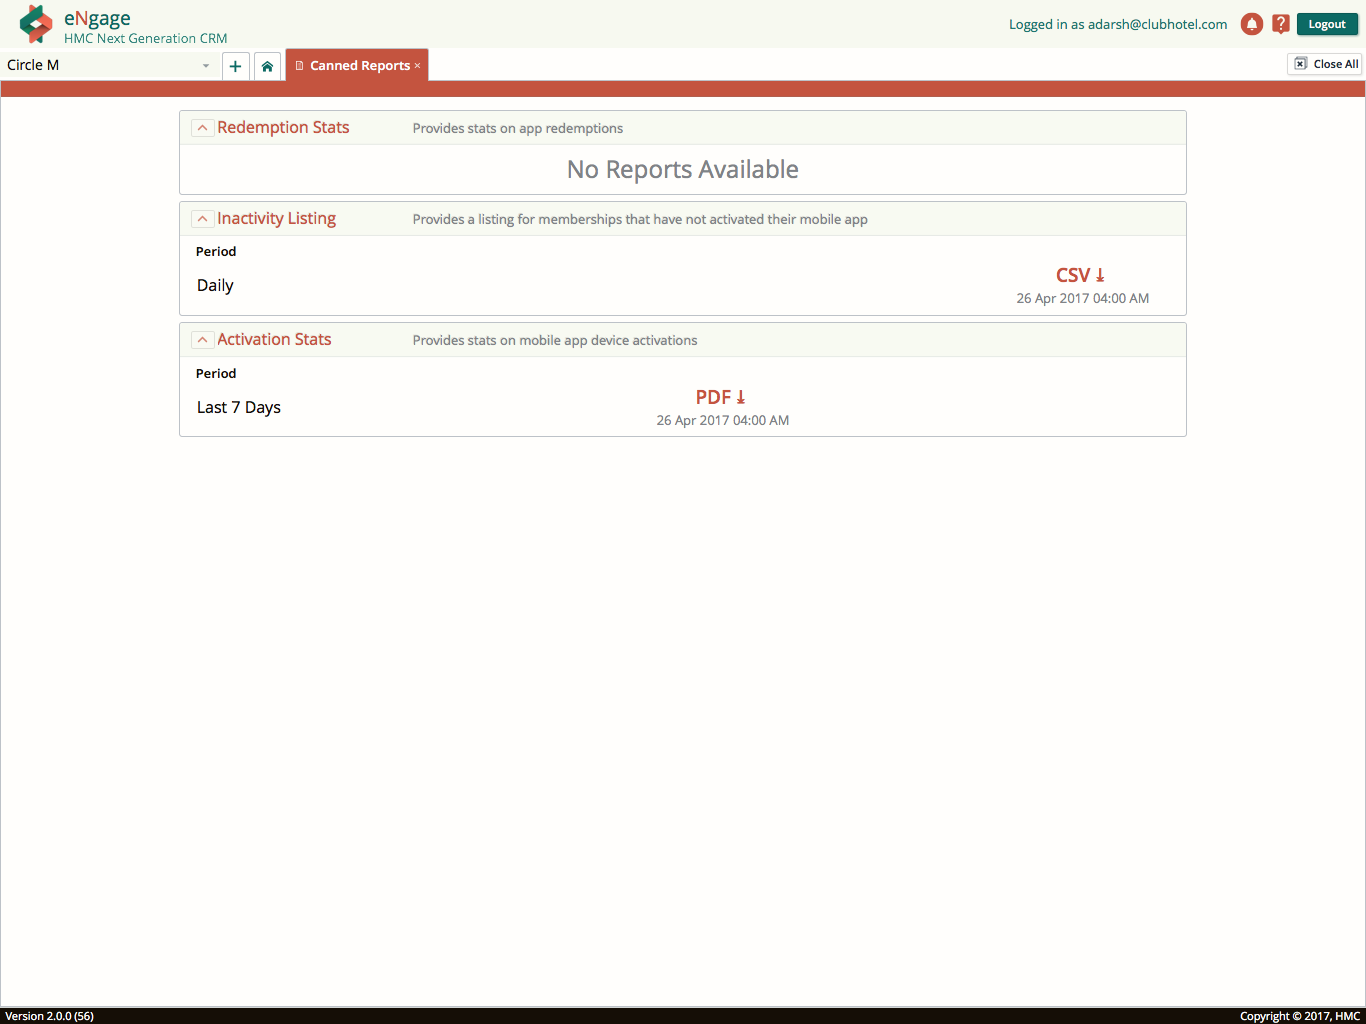 eNgage
HMC Next Generation CRM
Logged in as adarsh@clubhotel.com
Logout
Circle M
Canned Reports ×
Close All
Redemption Stats
Provides stats on app redemptions
No Reports Available
Inactivity Listing
Provides a listing for memberships that have not activated their mobile app
Period
Daily
CSV
26 Apr 2017 04:00 AM
Activation Stats
Provides stats on mobile app device activations
Period
Last 7 Days
PDF
26 Apr 2017 04:00 AM
Version 2.0.0 (56)
Copyright © 2017, HMC